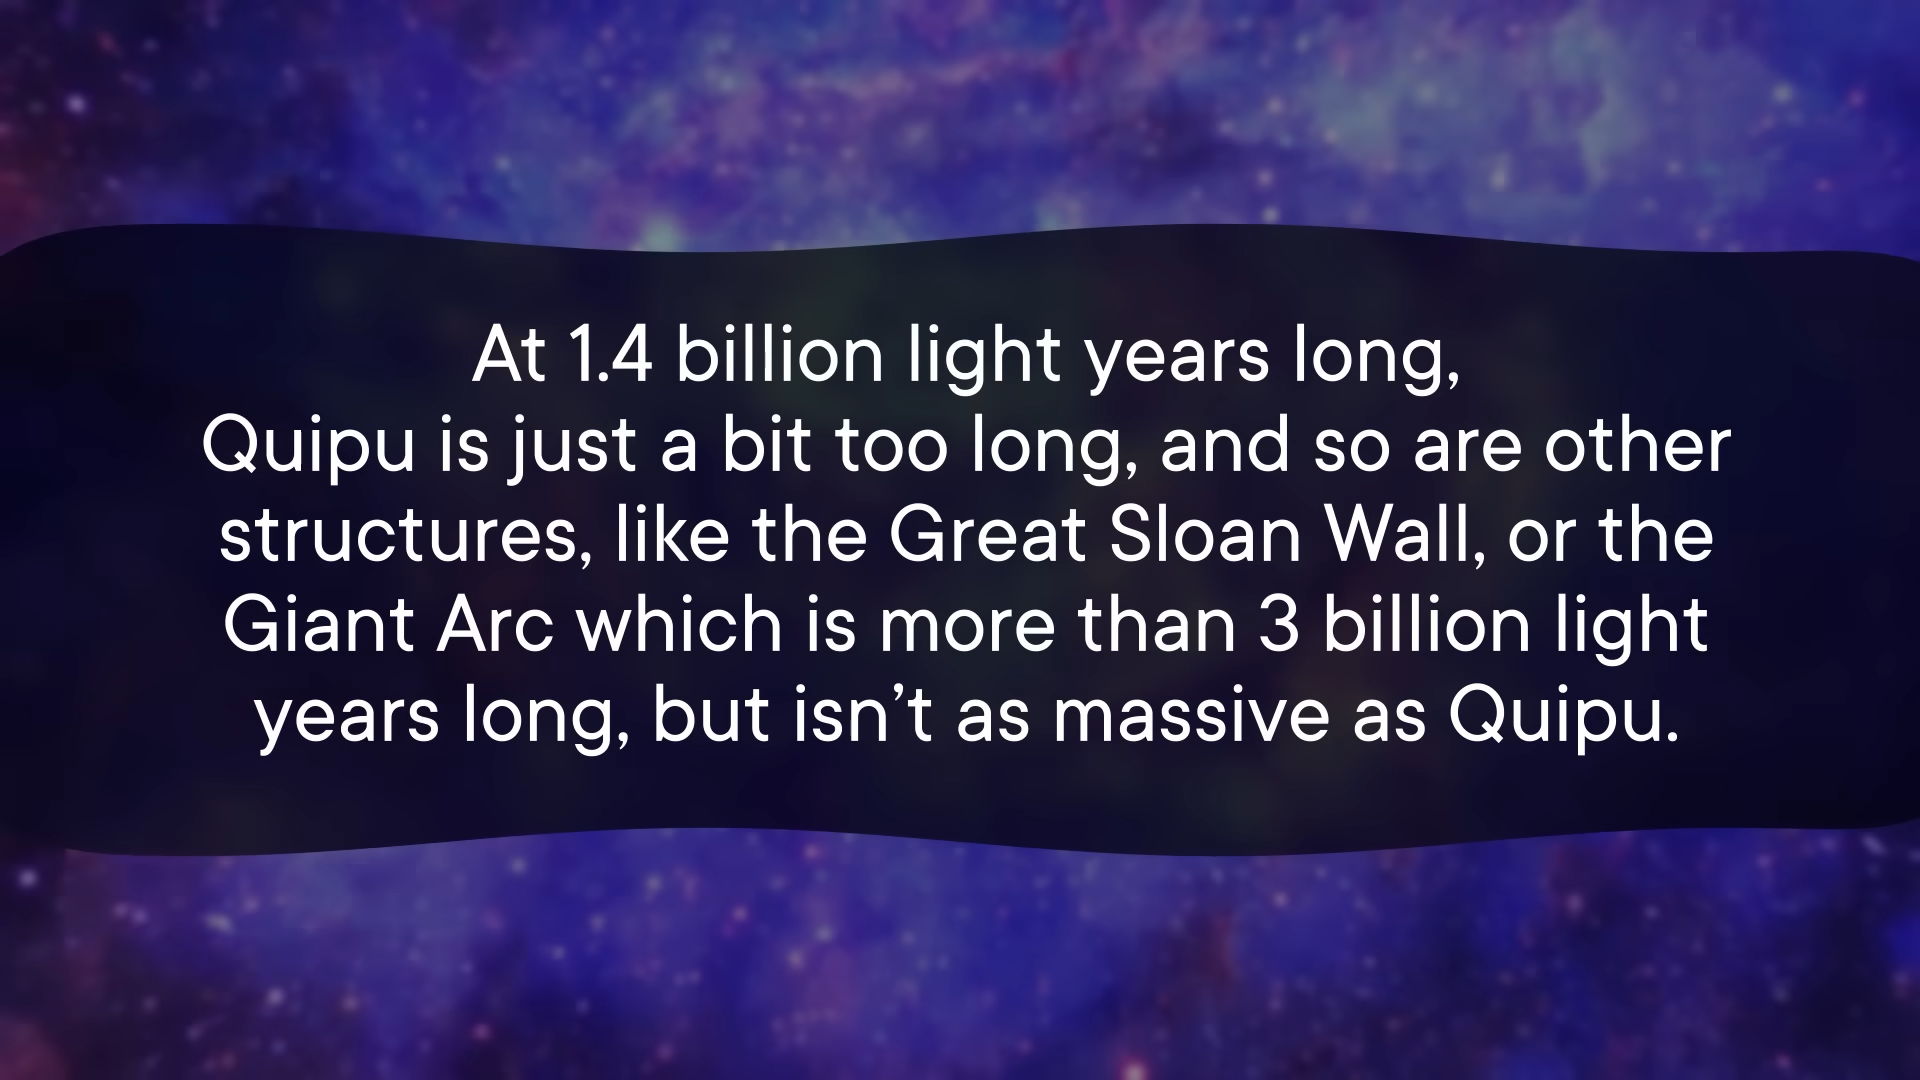 At 1.4 billion light years long,
Quipu is just a bit too long, and so are other
structures, like the Great Sloan Wall, or the
Giant Arc which is more than 3 billion light
years long, but isn’t as massive as Quipu.